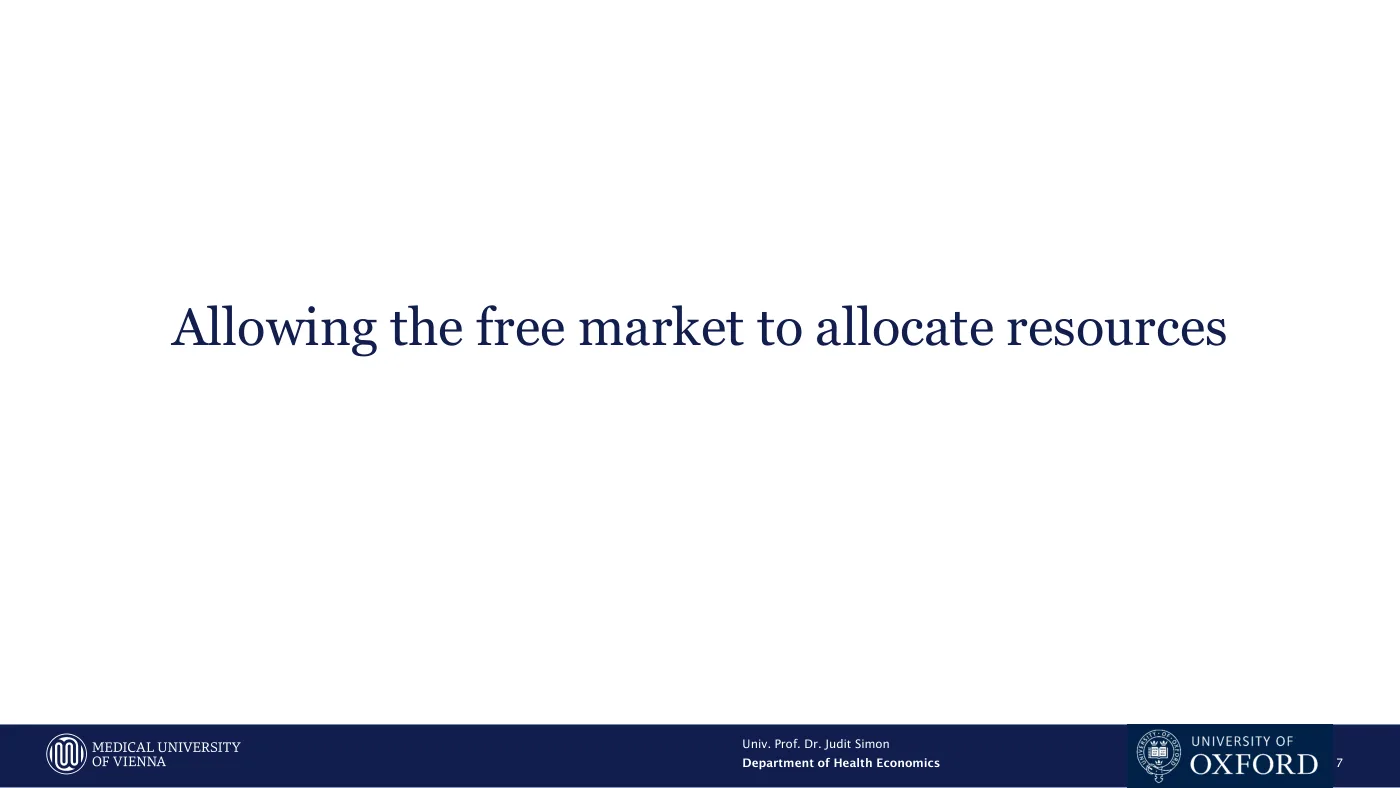 Allowing the free market to allocate resources
MEDICAL UNIVERSITY
OF VIENNA
Univ. Prof. Dr. Judit Simon
Department of Health Economics
UNIVERSITY OF
OXFORD
7